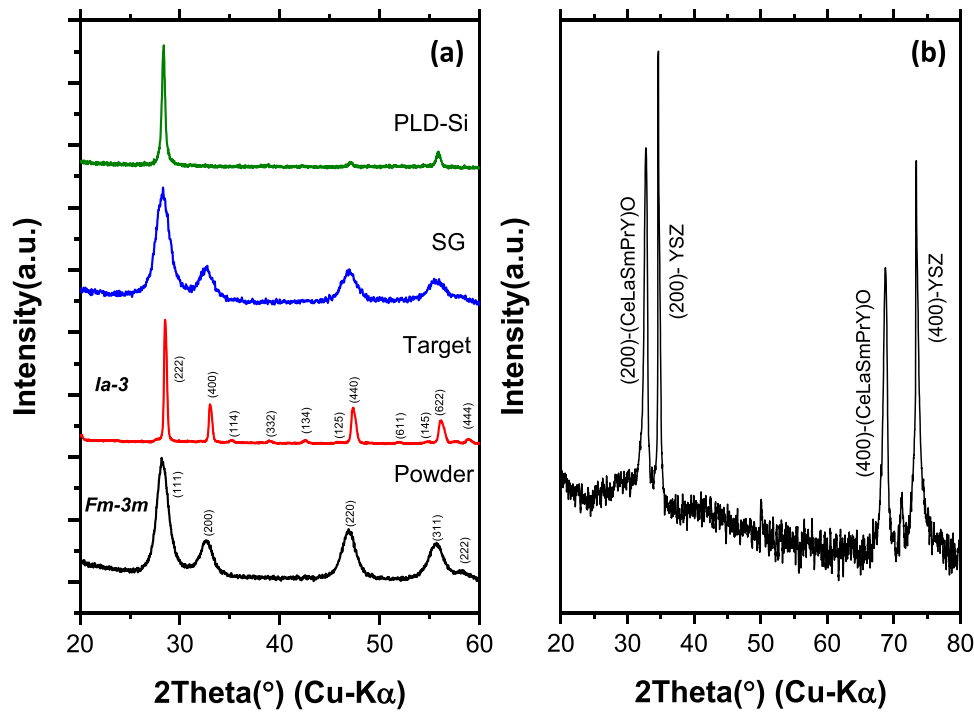 (a)
PLD-Si
SG
Target
Ia-3
(222)
(400)
(114)
(332)
(134)
(125)
(440)
(611)
(145)
(622)
(444)
Powder
Fm-3m
(111)
(200)
(220)
(311)
(222)
Intensity(a.u.)
20
30
40
50
60
2Theta(°) (Cu-Kα)
(b)
(200)-(CeLaSmPrY)O
(200)- YSZ
(400)-(CeLaSmPrY)O
(400)-YSZ
Intensity(a.u.)
20
30
40
50
60
70
80
2Theta(°) (Cu-Kα)